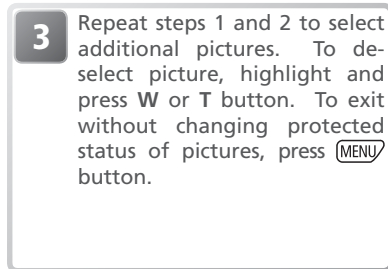 3
Repeat steps 1 and 2 to select
additional pictures. To de-
select picture, highlight and
press W or T button. To exit
without changing protected
status of pictures, press MENU
button.